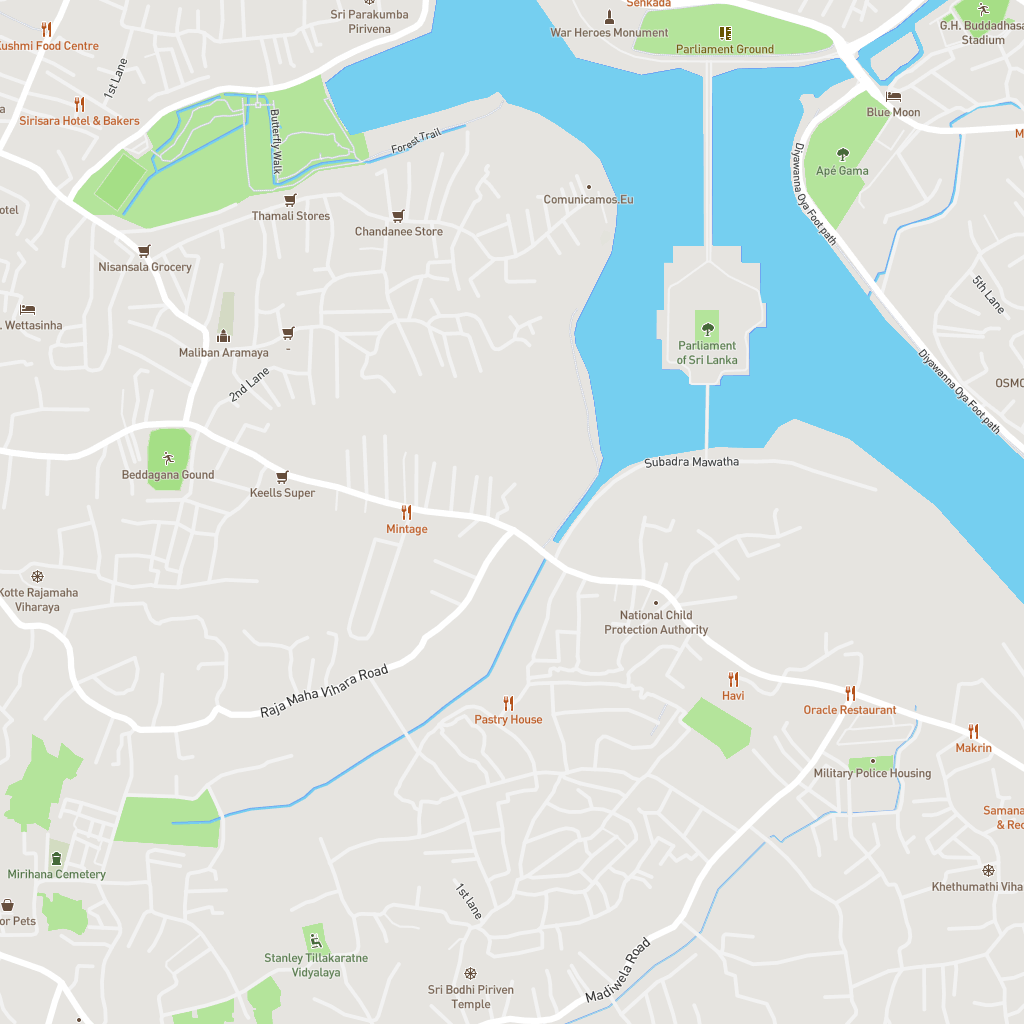 Senkada
Sri Parakumba
Pirivena
War Heroes Monument
G.H. Buddadhasa
Stadium
Kushmi Food Centre
Parliament Ground
1st Lane
Sirisara Hotel & Bakers
Blue Moon
Butterfly Walk
Forest Trail
Apé Gama
Diyawanna Oya Foot path
Comunicamos.Eu
Thamali Stores
Chandanee Store
Nisansala Grocery
5th Lane
Wettasinha
Maliban Aramaya
Parliament
of Sri Lanka
2nd Lane
Diyawanna Oya Foot path
OSMO
Beddagana Gound
Subadra Mawatha
Keells Super
Mintage
Kotte Rajamaha
Viharaya
National Child
Protection Authority
Raja Maha Vihara Road
Havi
Oracle Restaurant
Pastry House
Makrin
Military Police Housing
Samana
& Rec
Mirihana Cemetery
Khethumathi Viha
1st lane
or Pets
Stanley Tillakaratne
Vidyalaya
Madiwela Road
Sri Bodhi Piriven
Temple